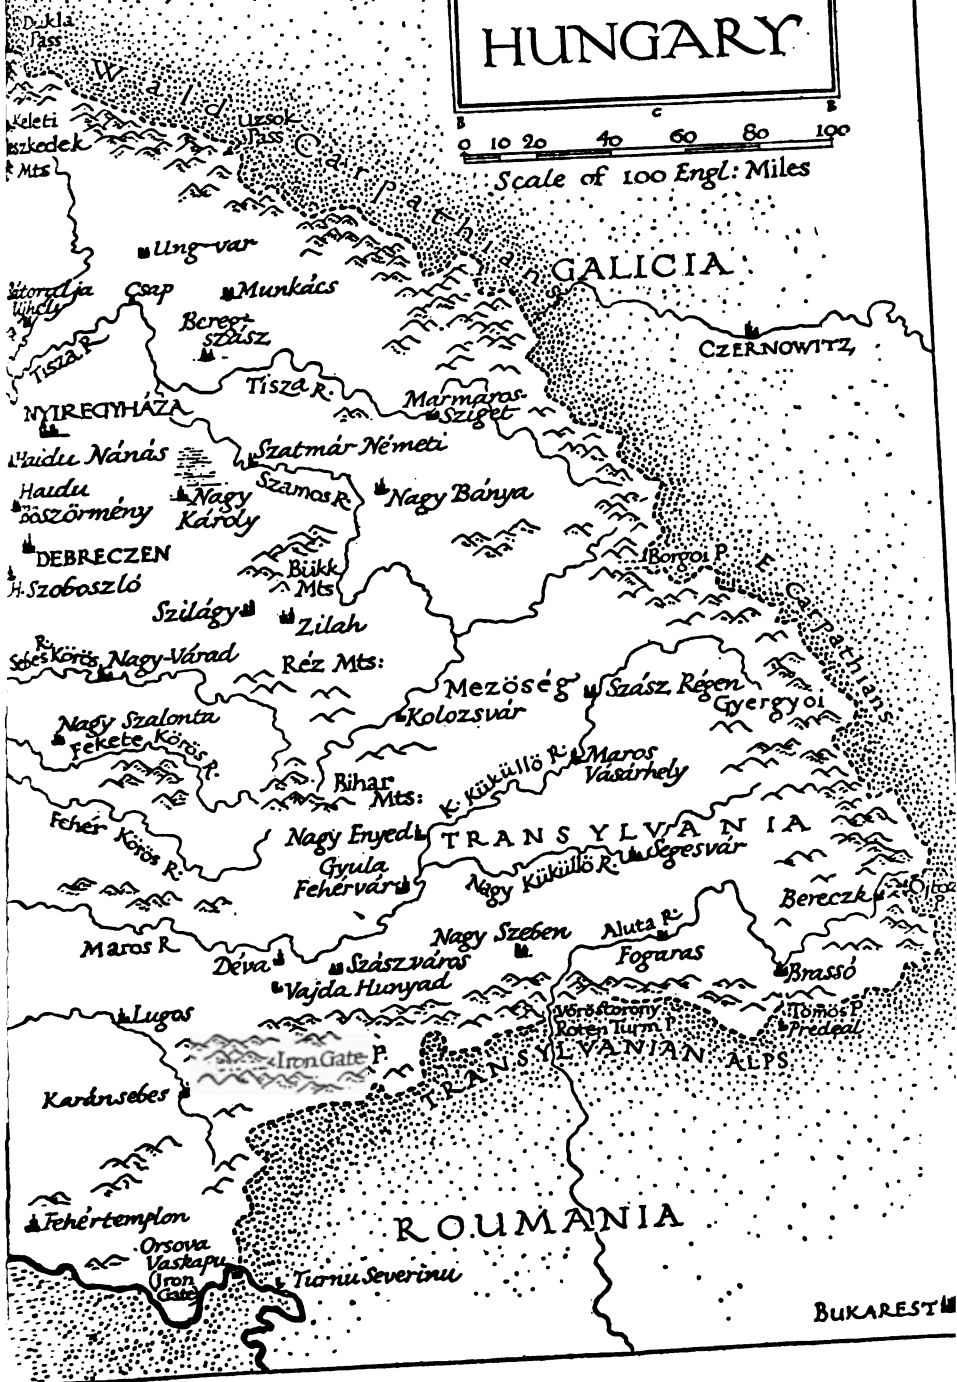 HUNGARY
B C B
0 10 20 40 60 80 100
Scale of 100 Engl: Miles
Dukla
Pass
Wald Carpathians
Uzsok
Pass
Keleti
Mts
Ung-var
GALICIA
Csap
Munkács
Ujhely
Bereg-
szász
Tisza R.
CZERNOWITZ
Tisza R.
Mármáros-
Sziget
NYIREGYHÁZA
Haidu Nánás
Szatmár Németi
Szamos R.
Haidu
Böszörmény
Nagy
Károly
Nagy Bánya
DEBRECZEN
H. Szoboszló
Bükk
Mts
Borgoi P.
E Carpathians
Szilágy
Zilah
R.
Sebes Körös
Nagy-Várad
Réz Mts:
Mezöség
Szász Régen
Gyergyoi
Kolozsvár
Nagy Szalonta
Fekete Körös
R.
Bihar
Mts:
K. Küküllö R.
Maros
Vásárhely
Fehér Körös R.
Nagy Enyed
TRANSYLVANIA
Gyula
Fehérvár
Nagy Küküllö R.
Segesvár
Bereczk
Ojtoz
P.
Maros R.
Déva
Szászváros
Nagy Szeben
Aluta R.
Fogaras
Brassó
Vajda Hunyad
Lugos
Vöröstorony
Roten Turm P.
Tömös P.
Predeal
Iron Gate P.
TRANSYLVANIAN ALPS
Karánsebes
Fehértemplon
ROUMANIA
Orsova
Vaskapu
(Iron
Gate)
Turnu Severinu
BUKAREST